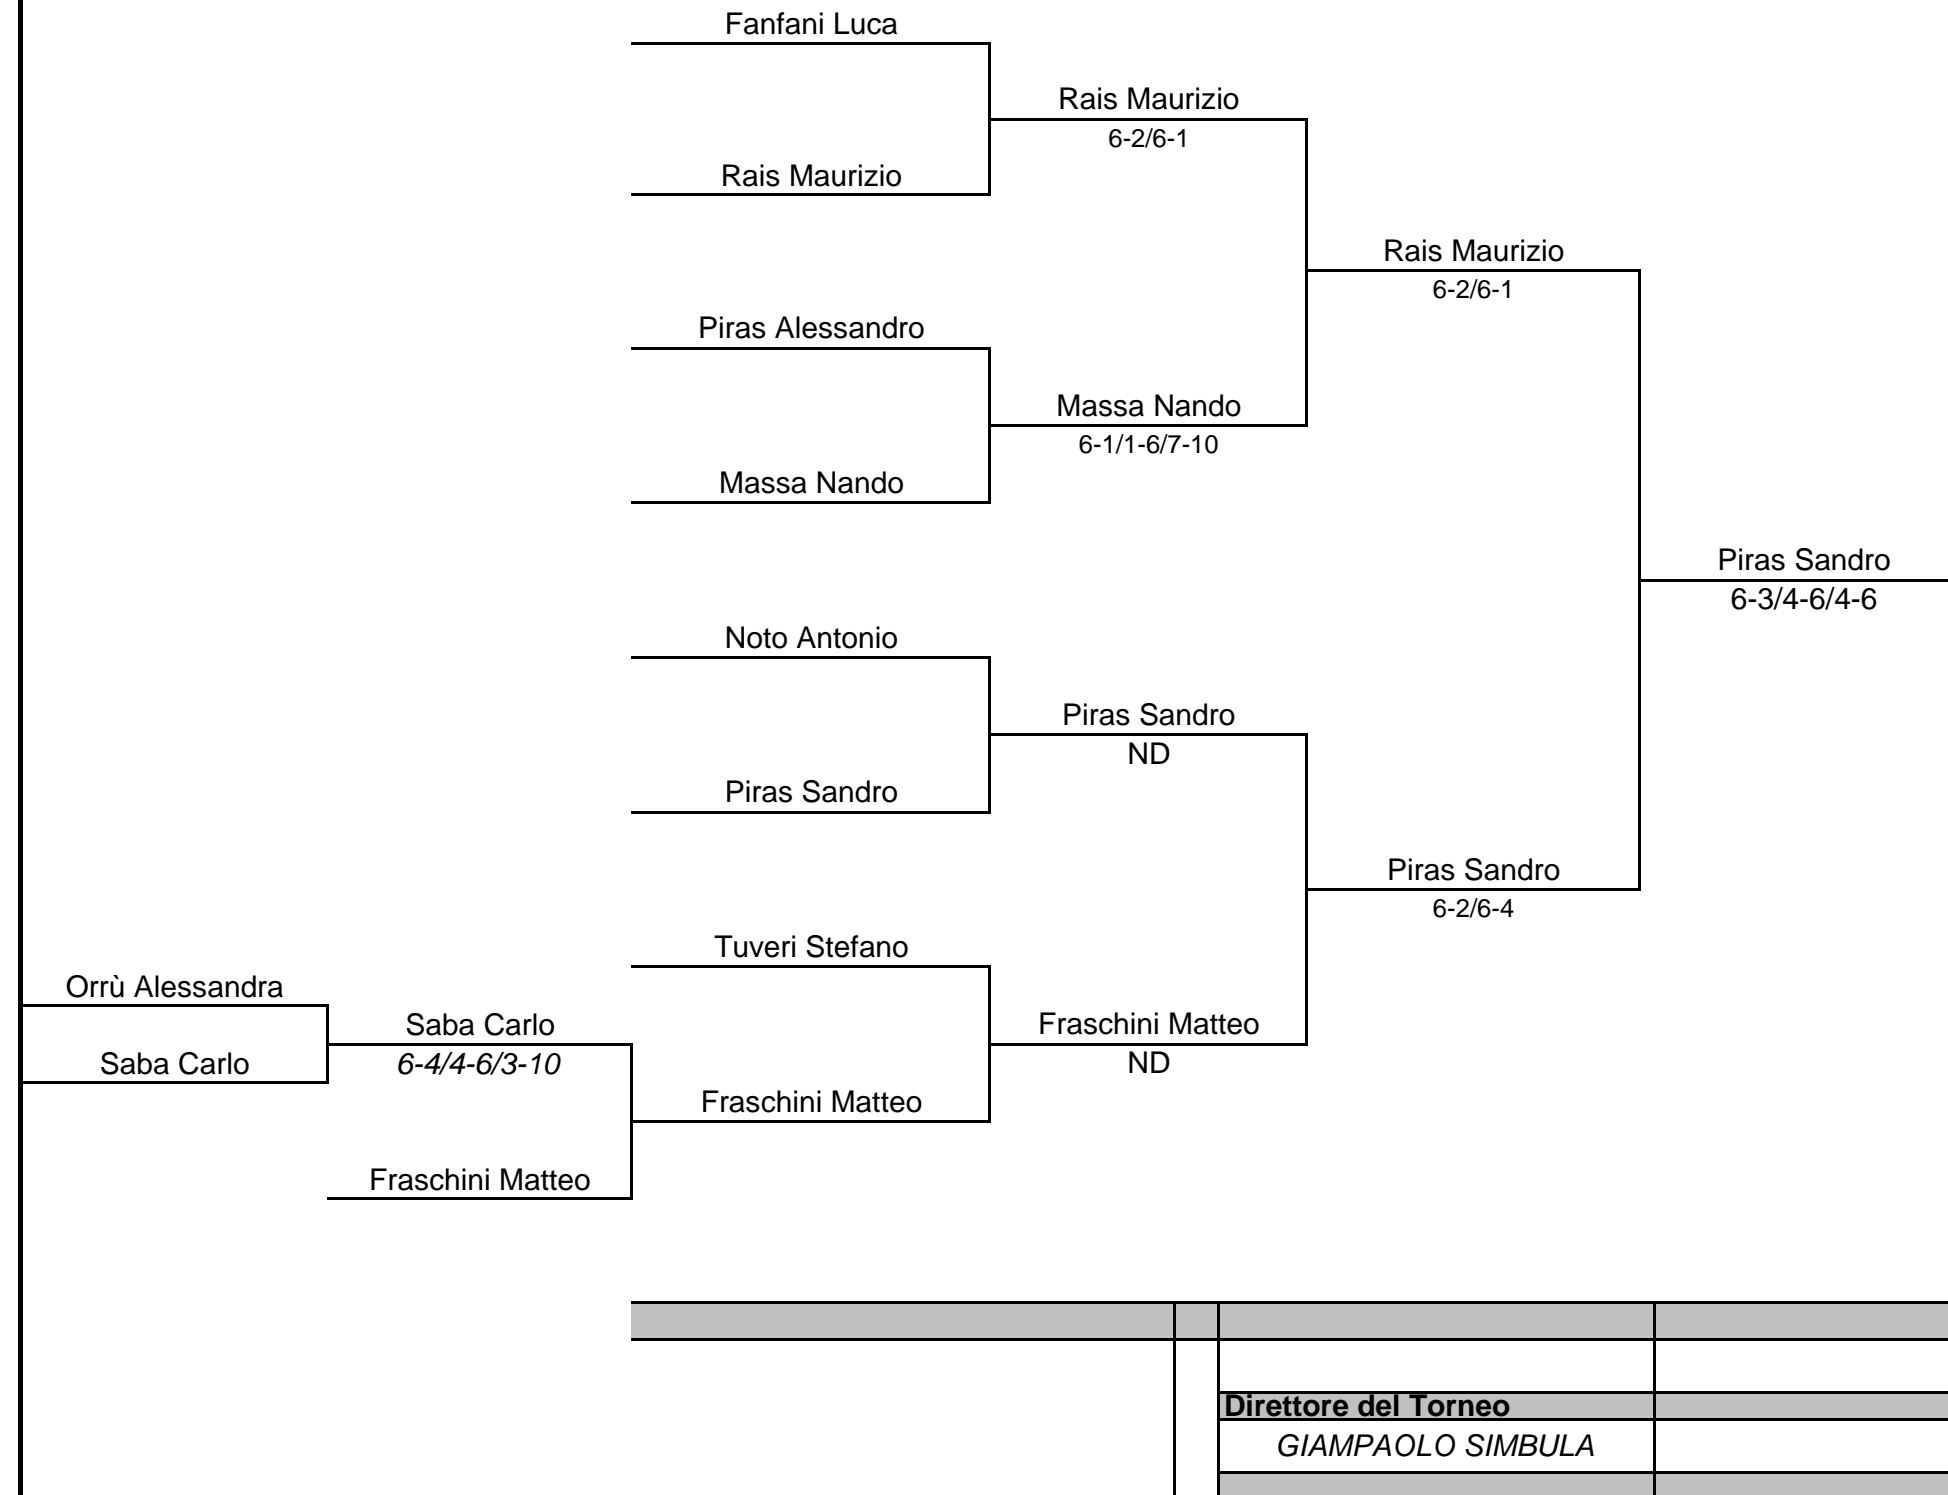 Fanfani Luca
Rais Maurizio
6-2/6-1
Rais Maurizio
Rais Maurizio
6-2/6-1
Piras Alessandro
Massa Nando
6-1/1-6/7-10
Massa Nando
Piras Sandro
6-3/4-6/4-6
Noto Antonio
Piras Sandro
ND
Piras Sandro
Piras Sandro
6-2/6-4
Tuveri Stefano
Orrù Alessandra
Saba Carlo
Fraschini Matteo
Saba Carlo
6-4/4-6/3-10
ND
Fraschini Matteo
Fraschini Matteo
Direttore del Torneo
GIAMPAOLO SIMBULA